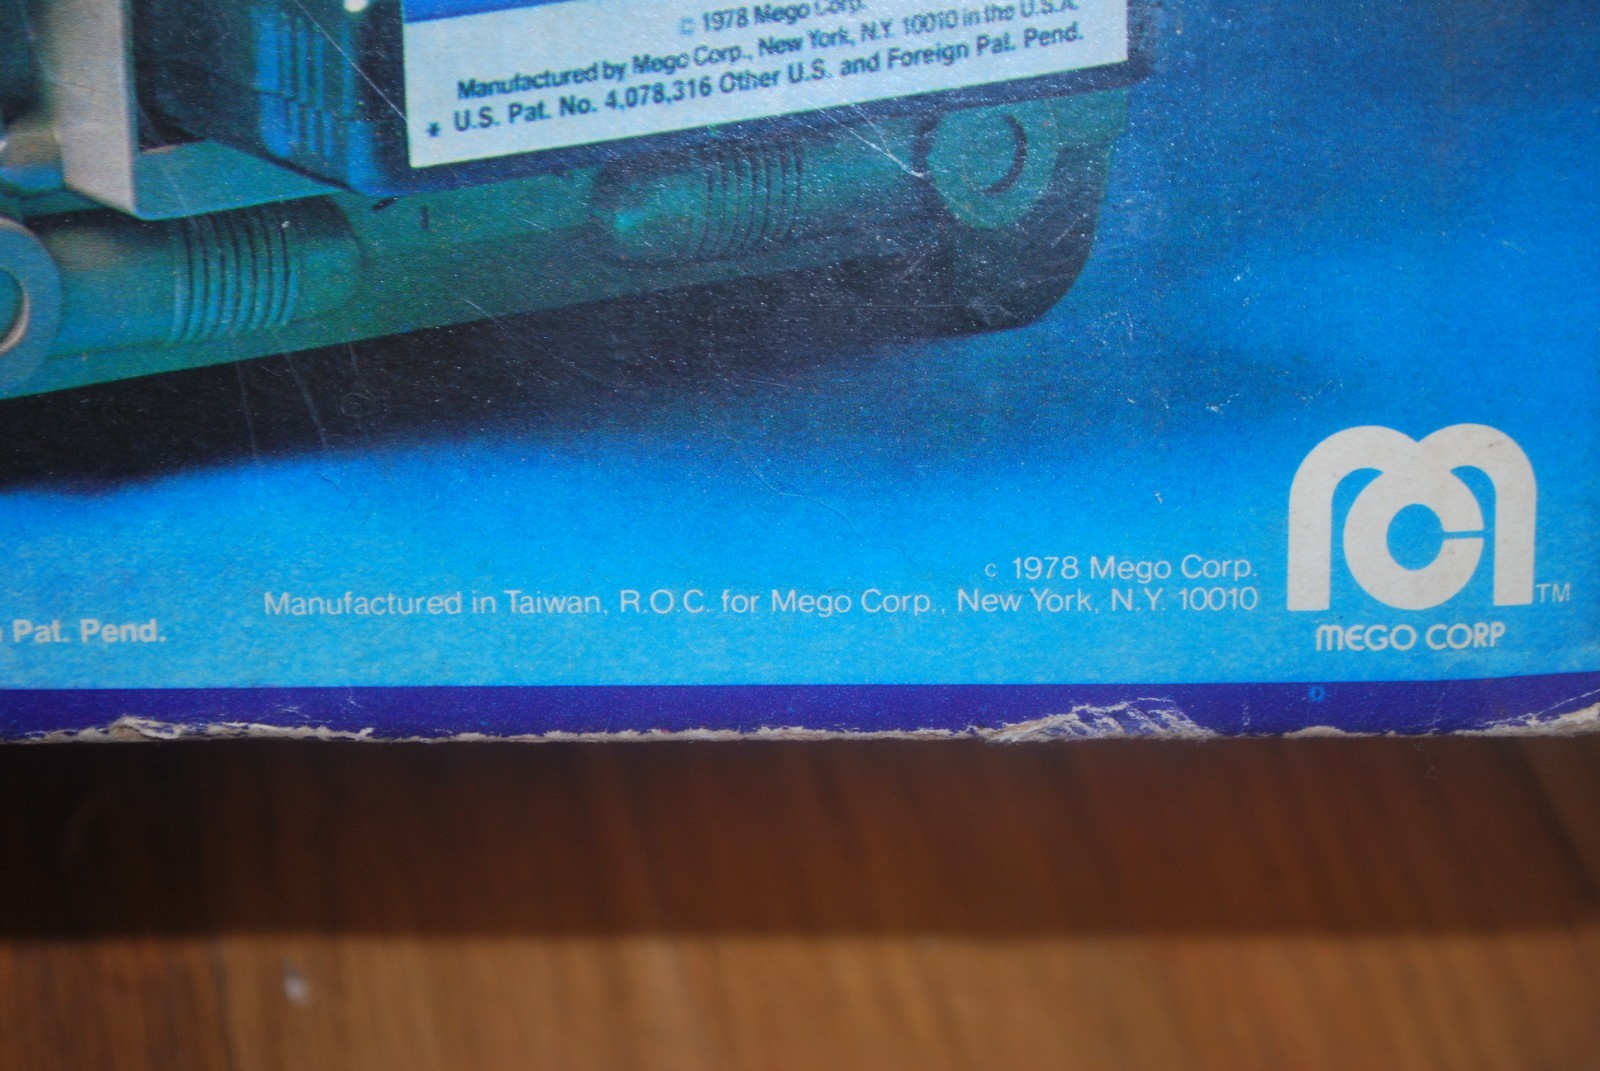 © 1978 Mego Corp.
Manufactured by Mego Corp., New York, N.Y. 10010 in the U.S.A.
* U.S. Pat. No. 4,078,316 Other U.S. and Foreign Pat. Pend.
c 1978 Mego Corp.
Manufactured in Taiwan, R.O.C. for Mego Corp., New York, N.Y. 10010
Pat. Pend.
mc TM
MEGO CORP
D